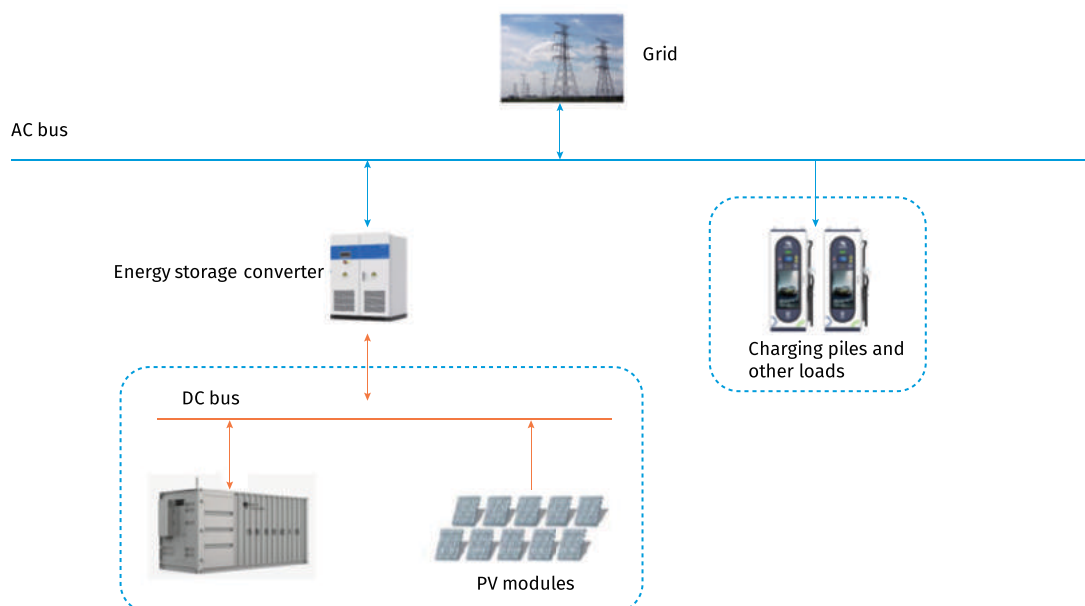 Grid
AC bus
Energy storage converter
Charging piles and
other loads
DC bus
PV modules